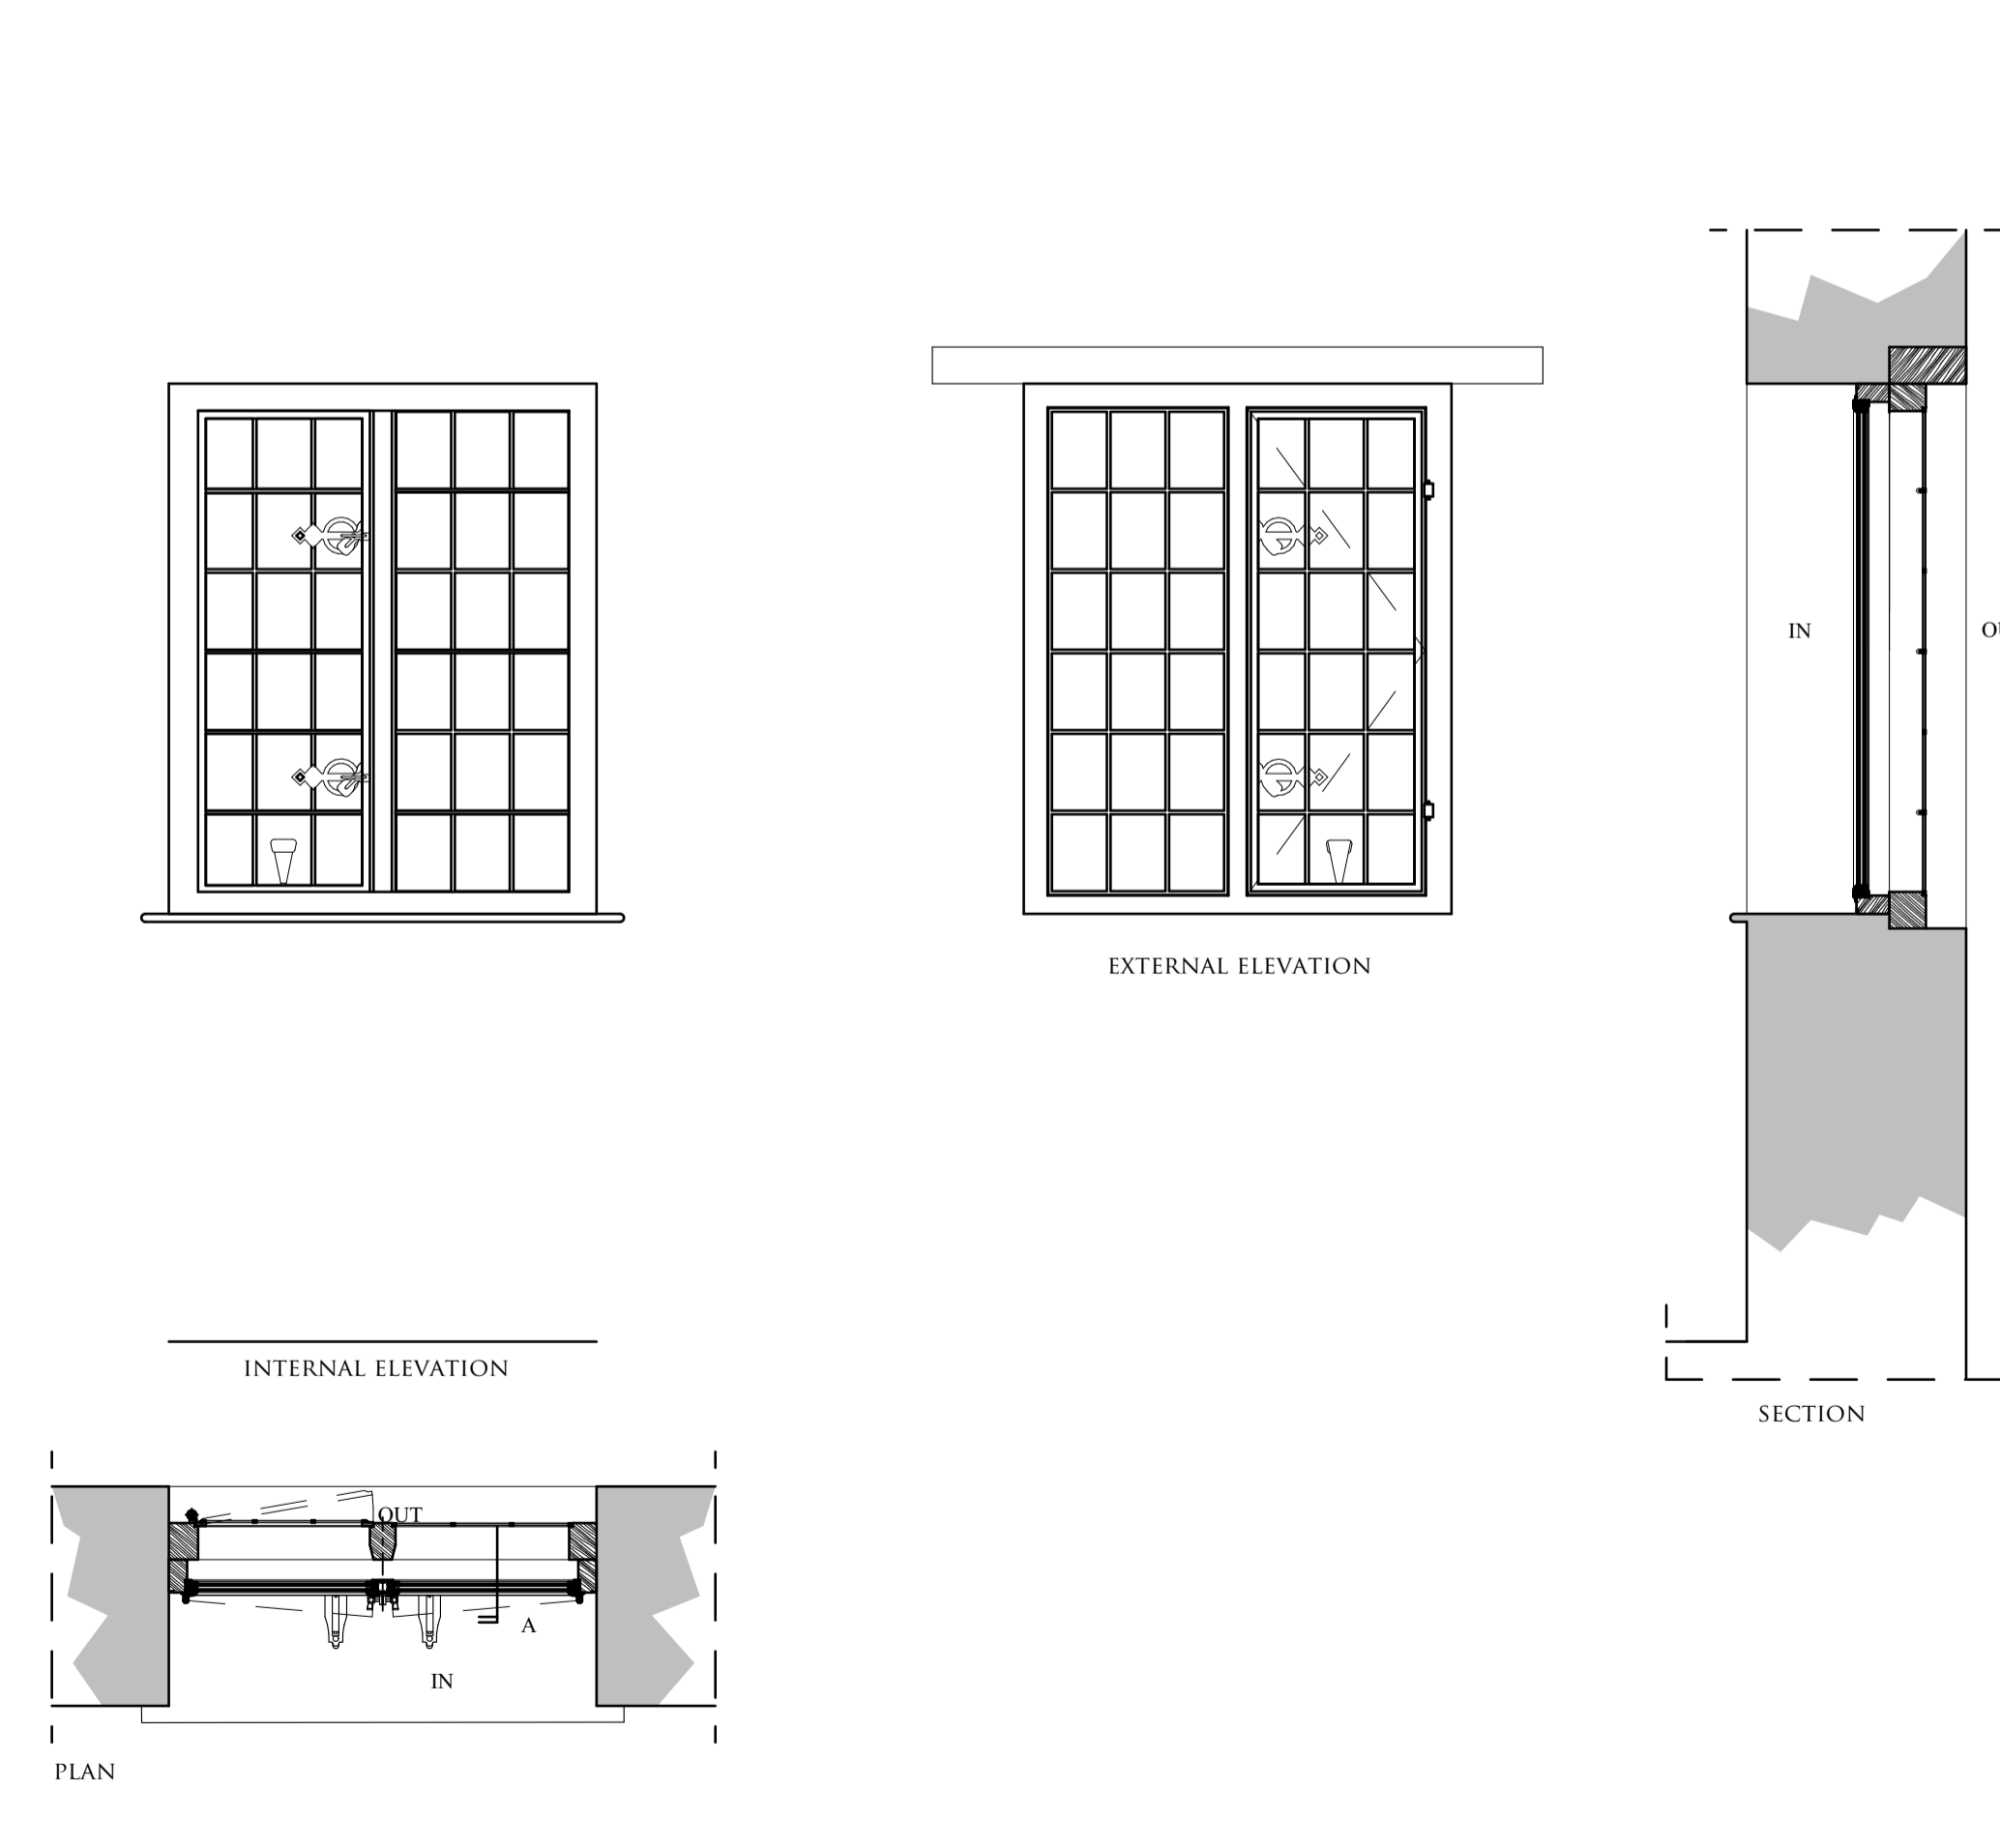 IN
EXTERNAL ELEVATION
INTERNAL ELEVATION
SECTION
OUT
A
IN
PLAN